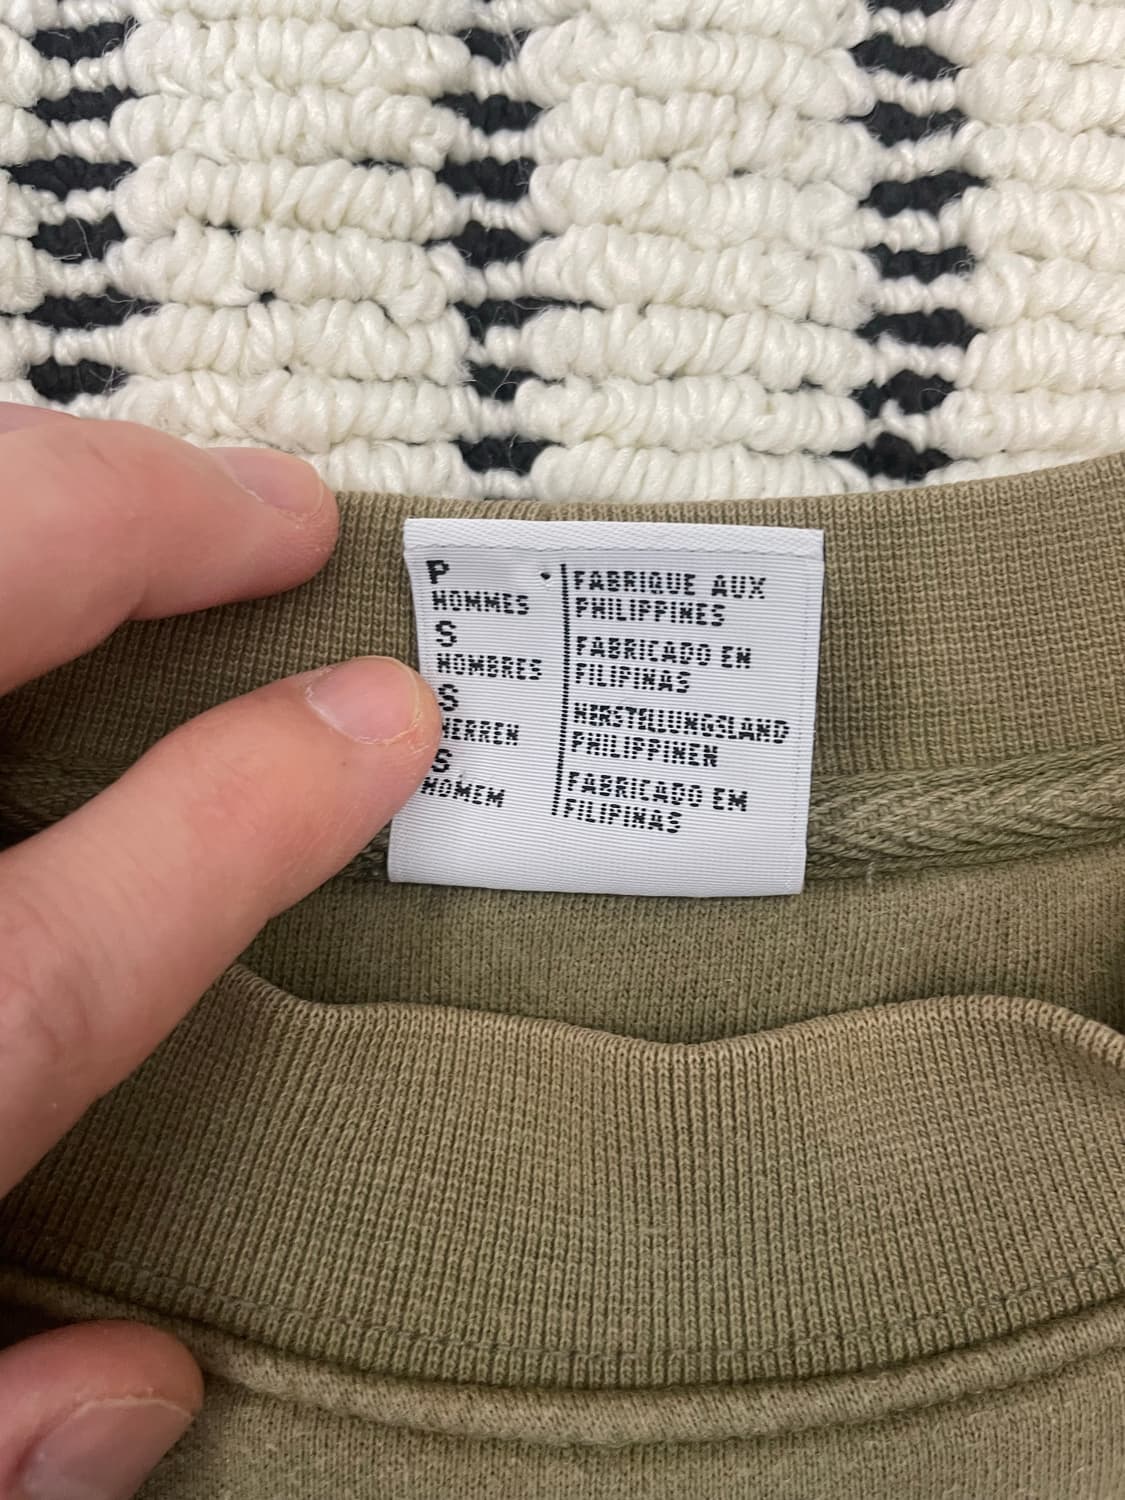 P
HOMMES
S
HOMBRES
S
HERREN
S
HOMEM
FABRIQUE AUX
PHILIPPINES
FABRICADO EN
FILIPINAS
HERSTELLUNGSLAND
PHILIPPINEN
FABRICADO EM
FILIPINAS